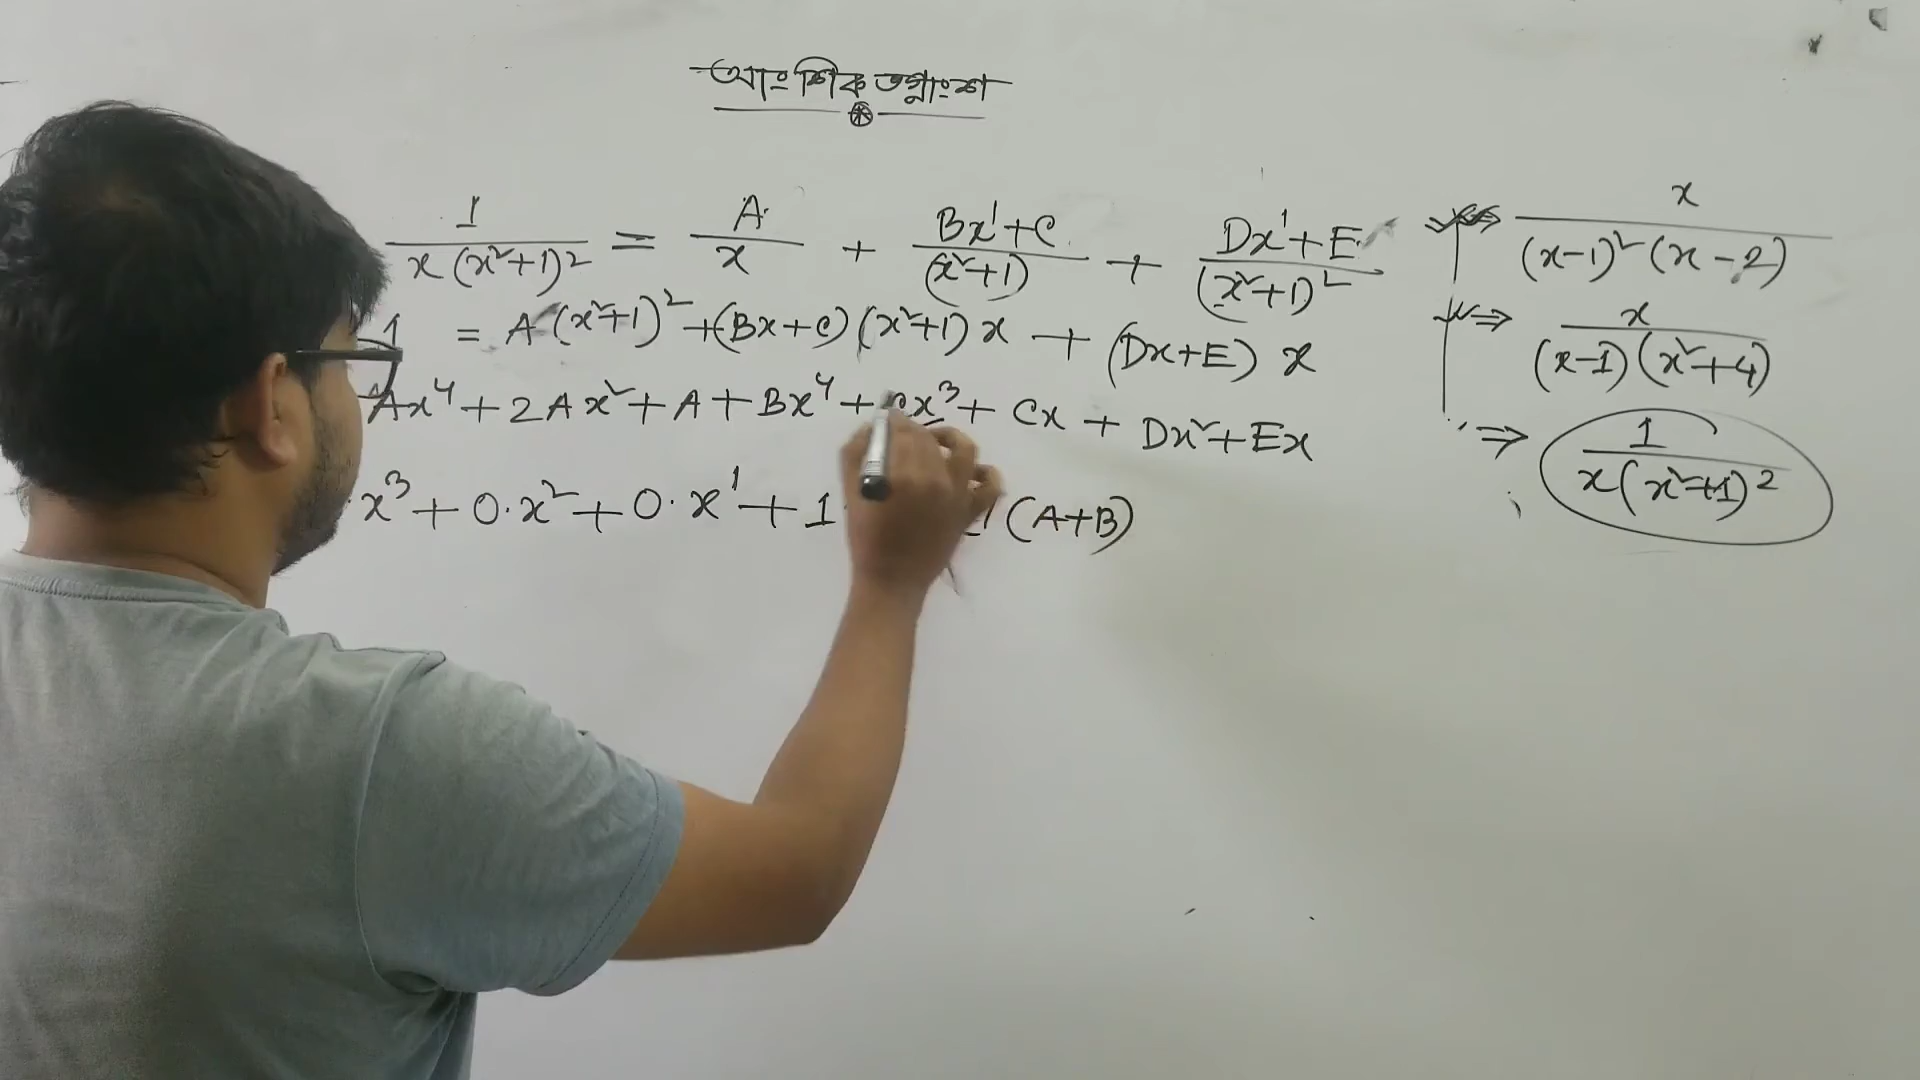 আংশিক ভগ্নাংশ
1/x(x²+1)² = A/x + Bx¹+C/(x²+1) + Dx¹+E/(x²+1)²
1 = A(x²+1)² + (Bx+C)(x²+1)x + (Dx+E)x
Ax⁴ + 2Ax² + A + Bx⁴ + Cx³ + Cx + Dx² + Ex
x³ + 0·x² + 0·x¹ + 1 (A+B)
⇒ x/(x-1)²(x-2)
⇒ x/(x-1)(x²+4)
⇒ 1/x(x²+1)²